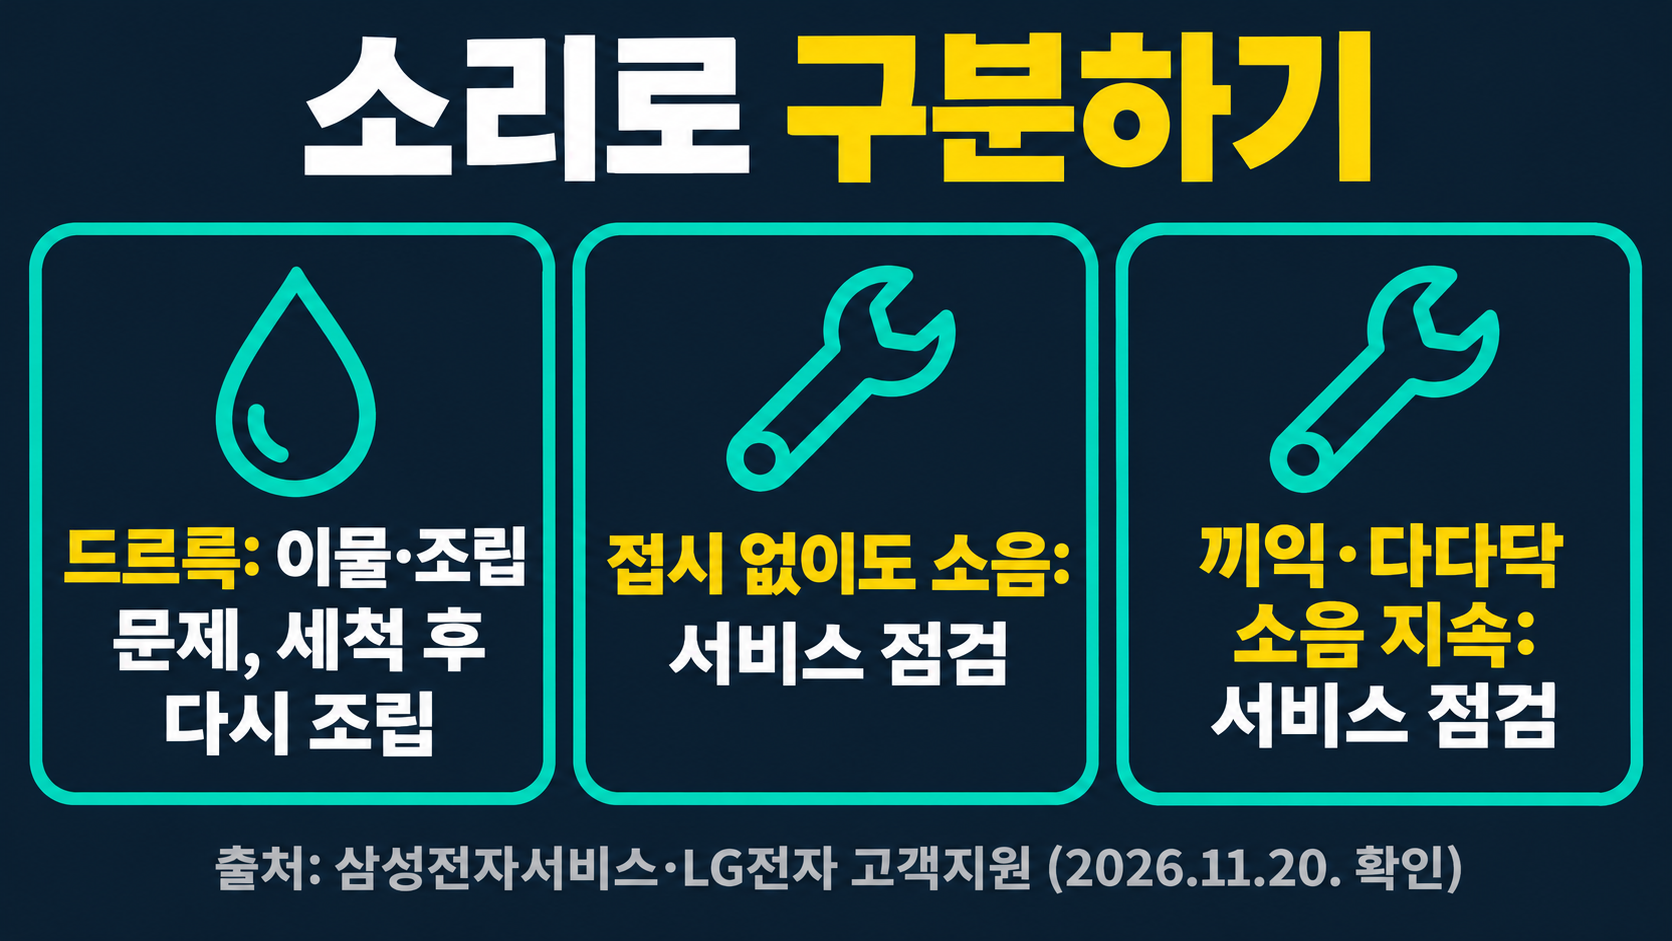 소리로 구분하기
드르륵: 이물·조립
문제, 세척 후
다시 조립
접시 없이도 소음:
서비스 점검
끼익·다다닥
소음 지속:
서비스 점검
출처: 삼성전자서비스·LG전자 고객지원 (2026.11.20. 확인)